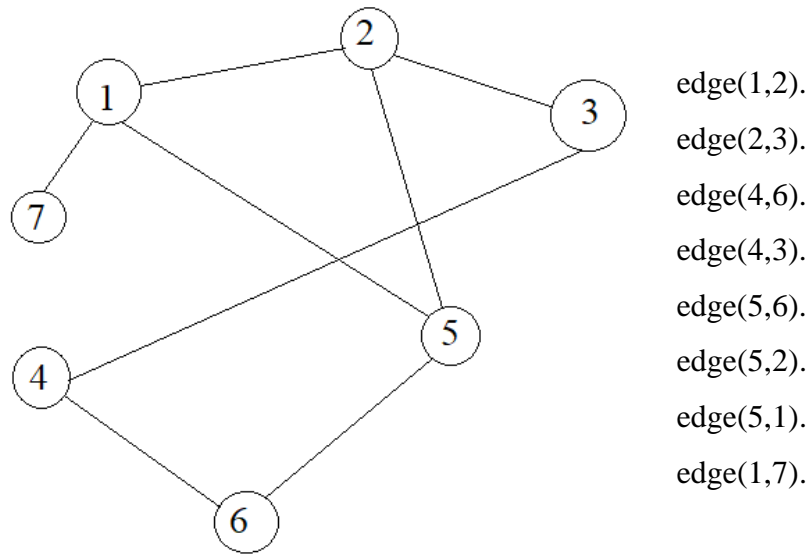 1
2
3
7
5
4
6
edge(1,2).
edge(2,3).
edge(4,6).
edge(4,3).
edge(5,6).
edge(5,2).
edge(5,1).
edge(1,7).